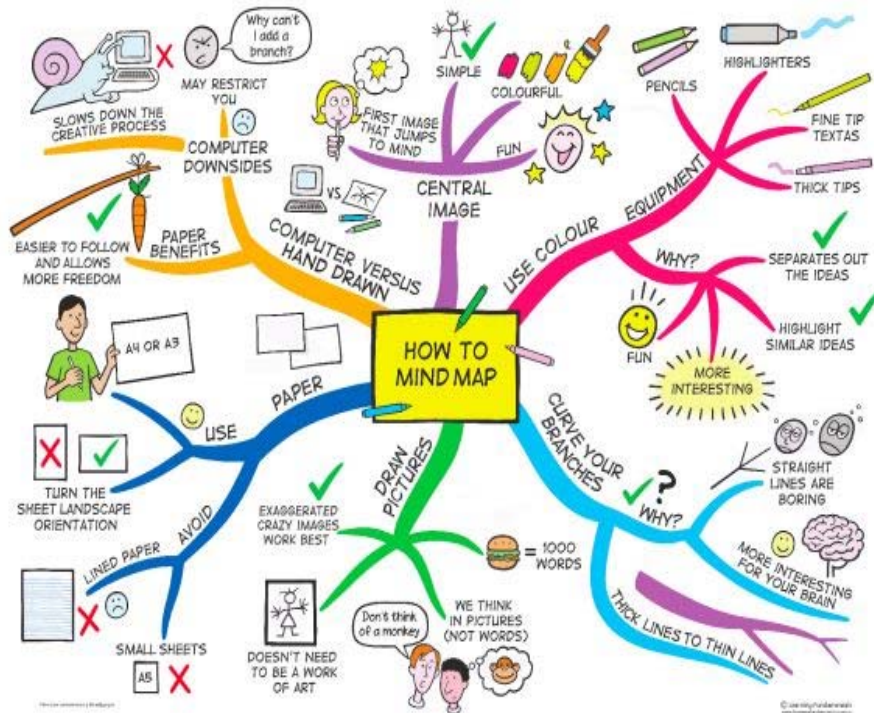 HOW TO
MIND MAP
CENTRAL
IMAGE
FIRST IMAGE
THAT JUMPS
TO MIND
SIMPLE
COLOURFUL
FUN
USE COLOUR
EQUIPMENT
PENCILS
HIGHLIGHTERS
FINE TIP
TEXTAS
THICK TIPS
WHY?
SEPARATES OUT
THE IDEAS
HIGHLIGHT
SIMILAR IDEAS
MORE
INTERESTING
FUN
CURVE YOUR
BRANCHES
?
WHY?
STRAIGHT
LINES ARE
BORING
MORE INTERESTING
FOR YOUR BRAIN
THICK LINES TO THIN LINES
DRAW
PICTURES
= 1000
WORDS
WE THINK
IN PICTURES
(NOT WORDS)
Don't think
of a monkey
DOESN'T NEED
TO BE A WORK
OF ART
EXAGGERATED
CRAZY IMAGES
WORK BEST
PAPER
USE
A4 OR A3
TURN THE
SHEET LANDSCAPE
ORIENTATION
AVOID
LINED PAPER
SMALL SHEETS
A5
COMPUTER VERSUS
HAND DRAWN
VS
PAPER
BENEFITS
EASIER TO FOLLOW
AND ALLOWS
MORE FREEDOM
COMPUTER
DOWNSIDES
SLOWS DOWN THE
CREATIVE PROCESS
MAY RESTRICT
YOU
Why can't
I add a
branch?
© Learning Fundamentals